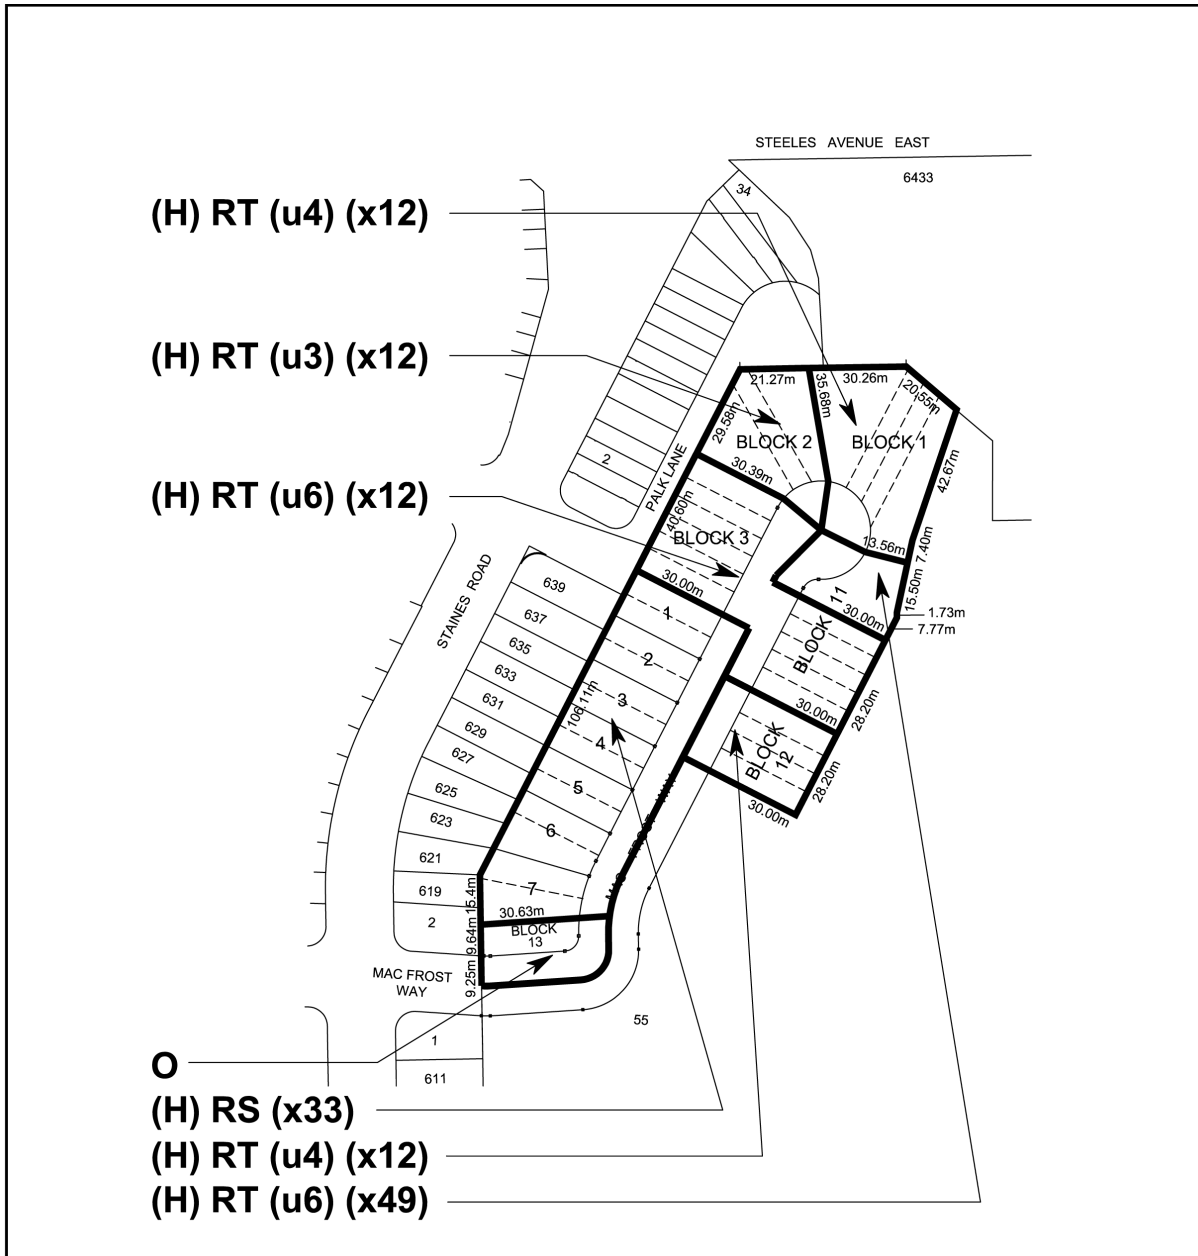 STEELES AVENUE EAST
6433
34
(H) RT (u4) (x12)
(H) RT (u3) (x12)
(H) RT (u6) (x12)
21.27m
35.68m
30.26m
20.55m
29.58m
BLOCK 2
BLOCK 1
42.67m
2
PALK LANE
30.39m
40.60m
BLOCK 3
30.00m
13.56m
7.40m
15.50m
1.73m
7.77m
BLOCK 11
30.00m
28.20m
30.00m
BLOCK
12
28.20m
30.00m
STAINES ROAD
639
637
635
633
631
629
627
625
623
621
619
2
1
2
3
106.11m
4
5
6
7
MAC FROST WAY
15.4m
30.63m
9.64m
BLOCK
13
9.25m
MAC FROST
WAY
55
1
611
O
(H) RS (x33)
(H) RT (u4) (x12)
(H) RT (u6) (x49)